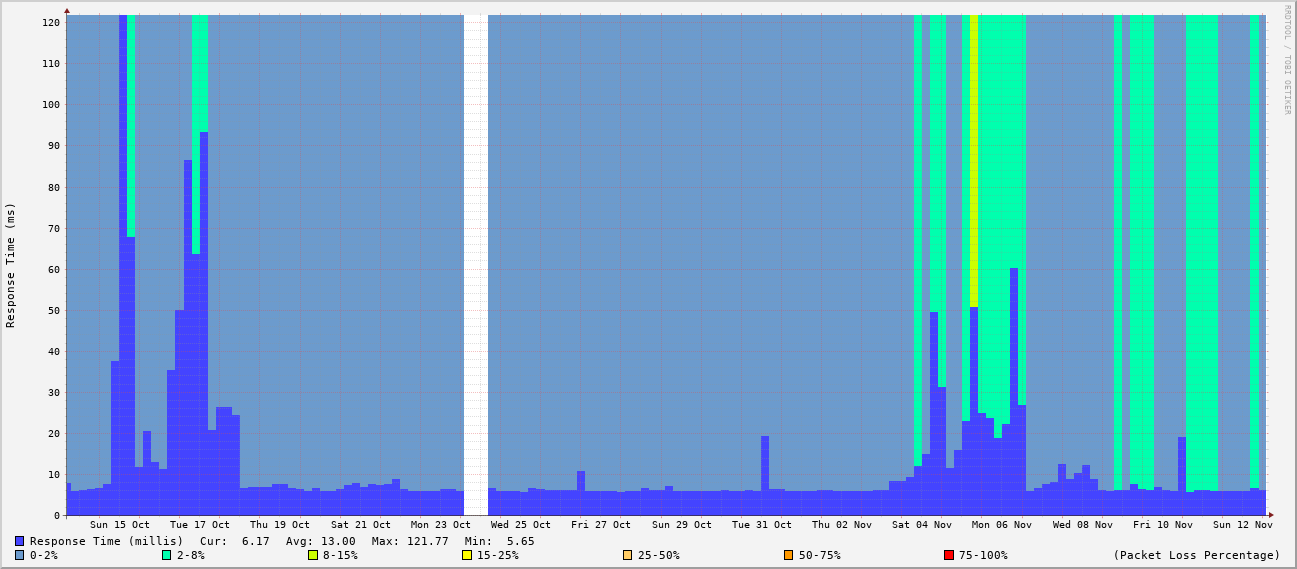 RRDTOOL / TOBI OETIKER
Response Time (ms)
120
110
100
90
80
70
60
50
40
30
20
10
0
Sun 15 Oct Tue 17 Oct Thu 19 Oct Sat 21 Oct Mon 23 Oct Wed 25 Oct Fri 27 Oct Sun 29 Oct Tue 31 Oct Thu 02 Nov Sat 04 Nov Mon 06 Nov Wed 08 Nov Fri 10 Nov Sun 12 Nov
Response Time (millis) Cur: 6.17 Avg: 13.00 Max: 121.77 Min: 5.65
0-2% 2-8% 8-15% 15-25% 25-50% 50-75% 75-100% (Packet Loss Percentage)